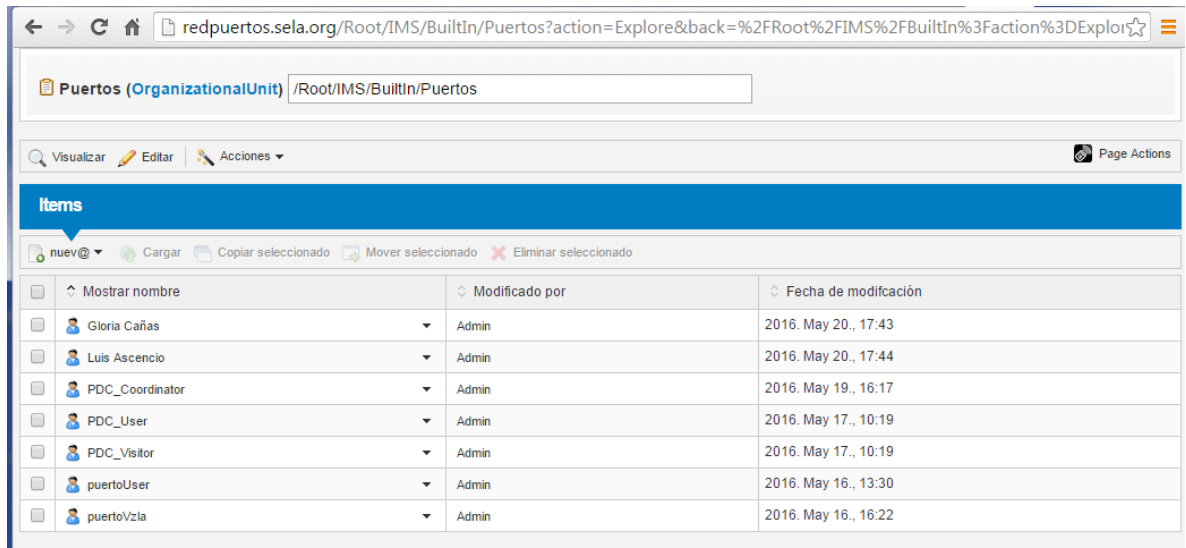 redpuertos.sela.org/Root/IMS/BuiltIn/Puertos?action=Explore&back=%2FRoot%2FIMS%2FBuiltIn%3Faction%3DExplor
Puertos (OrganizationalUnit) /Root/IMS/BuiltIn/Puertos
Visualizar Editar Acciones Page Actions
Items
nuev@ Cargar Copiar seleccionado Mover seleccionado Eliminar seleccionado
Mostrar nombre Modificado por Fecha de modifcación
Gloria Cañas Admin 2016. May 20., 17:43
Luis Ascencio Admin 2016. May 20., 17:44
PDC_Coordinator Admin 2016. May 19., 16:17
PDC_User Admin 2016. May 17., 10:19
PDC_Visitor Admin 2016. May 17., 10:19
puertoUser Admin 2016. May 16., 13:30
puertoVzla Admin 2016. May 16., 16:22